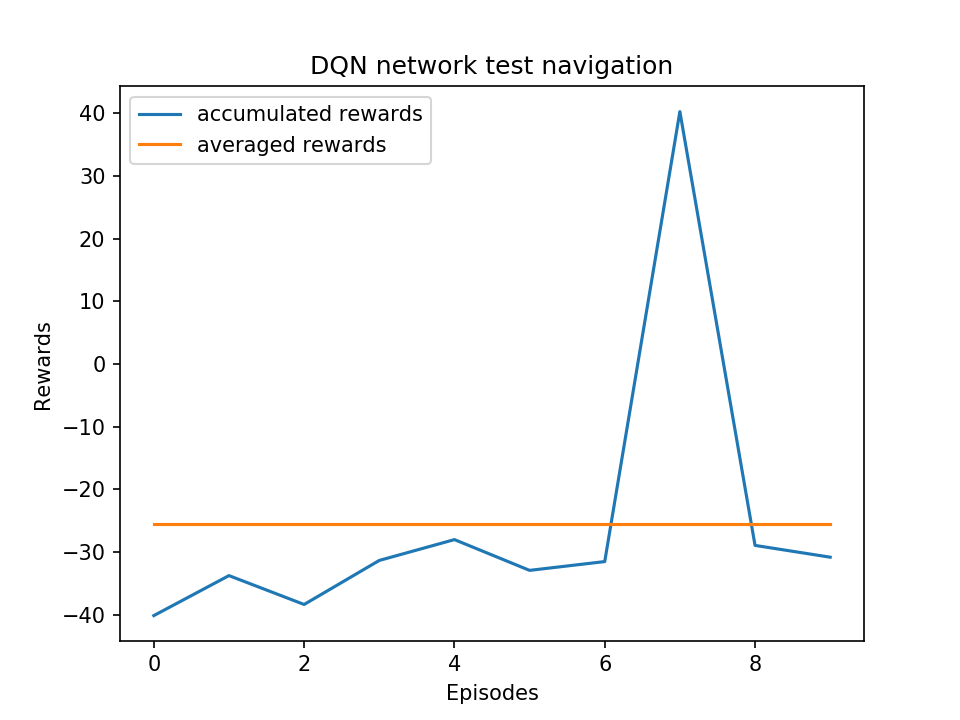 DQN network test navigation
accumulated rewards
averaged rewards
40
30
20
10
0
−10
−20
−30
−40
Rewards
0 2 4 6 8
Episodes